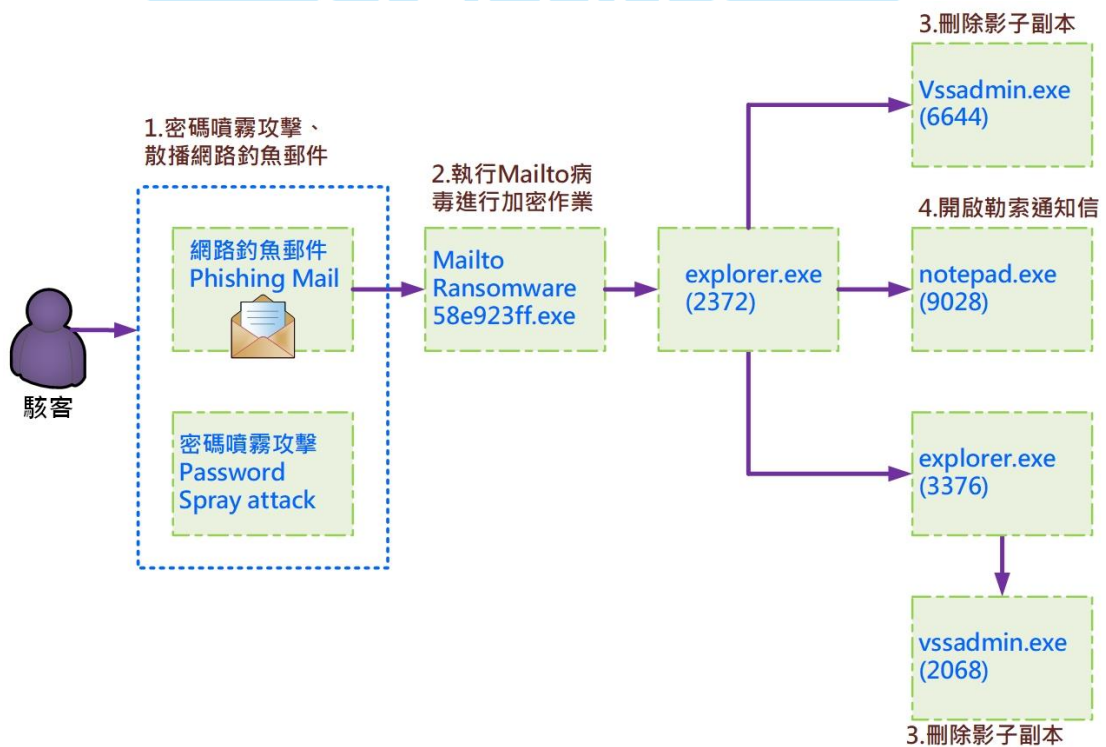 3.刪除影子副本
Vssadmin.exe
(6644)
1.密碼噴霧攻擊、
散播網路釣魚郵件
2.執行Mailto病
毒進行加密作業
4.開啟勒索通知信
網路釣魚郵件
Phishing Mail
Mailto
Ransomware
58e923ff.exe
explorer.exe
(2372)
notepad.exe
(9028)
駭客
密碼噴霧攻擊
Password
Spray attack
explorer.exe
(3376)
vssadmin.exe
(2068)
3.刪除影子副本